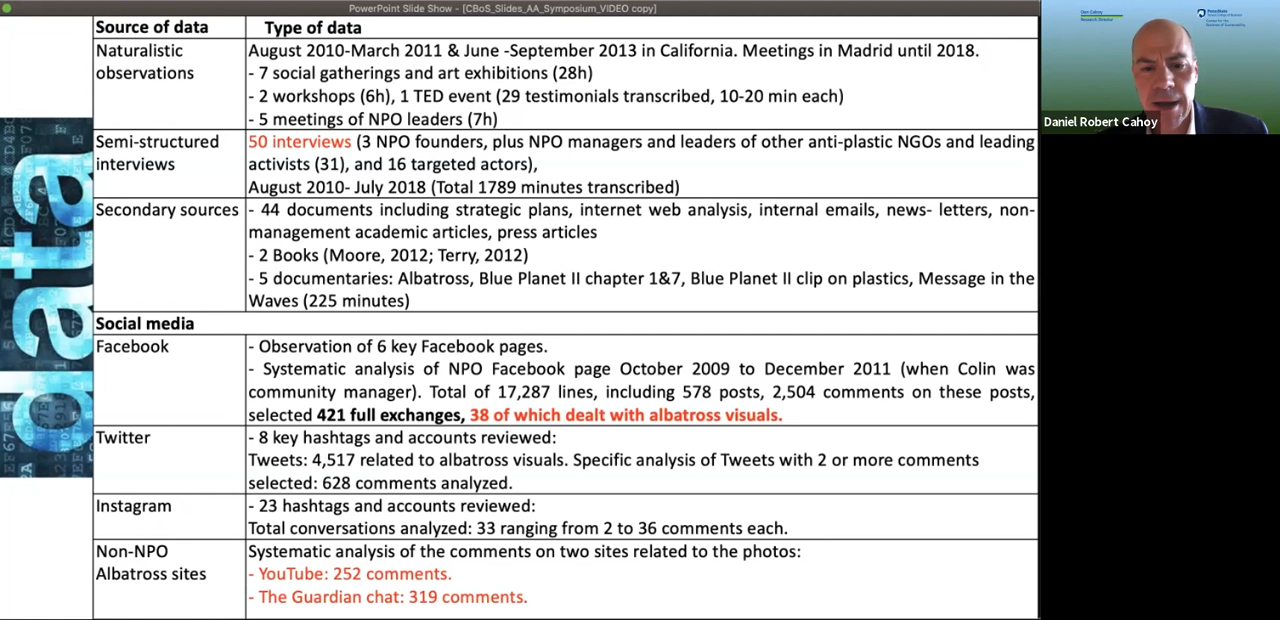 PowerPoint Slide Show - [CBoS_Slides_AA_Symposium_VIDEO copy]
Source of data
Type of data
Naturalistic
observations
August 2010-March 2011 & June -September 2013 in California. Meetings in Madrid until 2018.
- 7 social gatherings and art exhibitions (28h)
- 2 workshops (6h), 1 TED event (29 testimonials transcribed, 10-20 min each)
- 5 meetings of NPO leaders (7h)
Semi-structured
interviews
50 interviews (3 NPO founders, plus NPO managers and leaders of other anti-plastic NGOs and leading
activists (31), and 16 targeted actors),
August 2010- July 2018 (Total 1789 minutes transcribed)
Secondary sources
- 44 documents including strategic plans, internet web analysis, internal emails, news- letters, non-
management academic articles, press articles
- 2 Books (Moore, 2012; Terry, 2012)
- 5 documentaries: Albatross, Blue Planet II chapter 1&7, Blue Planet II clip on plastics, Message in the
Waves (225 minutes)
Social media
Facebook
- Observation of 6 key Facebook pages.
- Systematic analysis of NPO Facebook page October 2009 to December 2011 (when Colin was
community manager). Total of 17,287 lines, including 578 posts, 2,504 comments on these posts,
selected 421 full exchanges, 38 of which dealt with albatross visuals.
Twitter
- 8 key hashtags and accounts reviewed:
Tweets: 4,517 related to albatross visuals. Specific analysis of Tweets with 2 or more comments
selected: 628 comments analyzed.
Instagram
- 23 hashtags and accounts reviewed:
Total conversations analyzed: 33 ranging from 2 to 36 comments each.
Non-NPO
Albatross sites
Systematic analysis of the comments on two sites related to the photos:
- YouTube: 252 comments.
- The Guardian chat: 319 comments.
data
Dan Cahoy
Research Director
PennState
Daniel Robert Cahoy